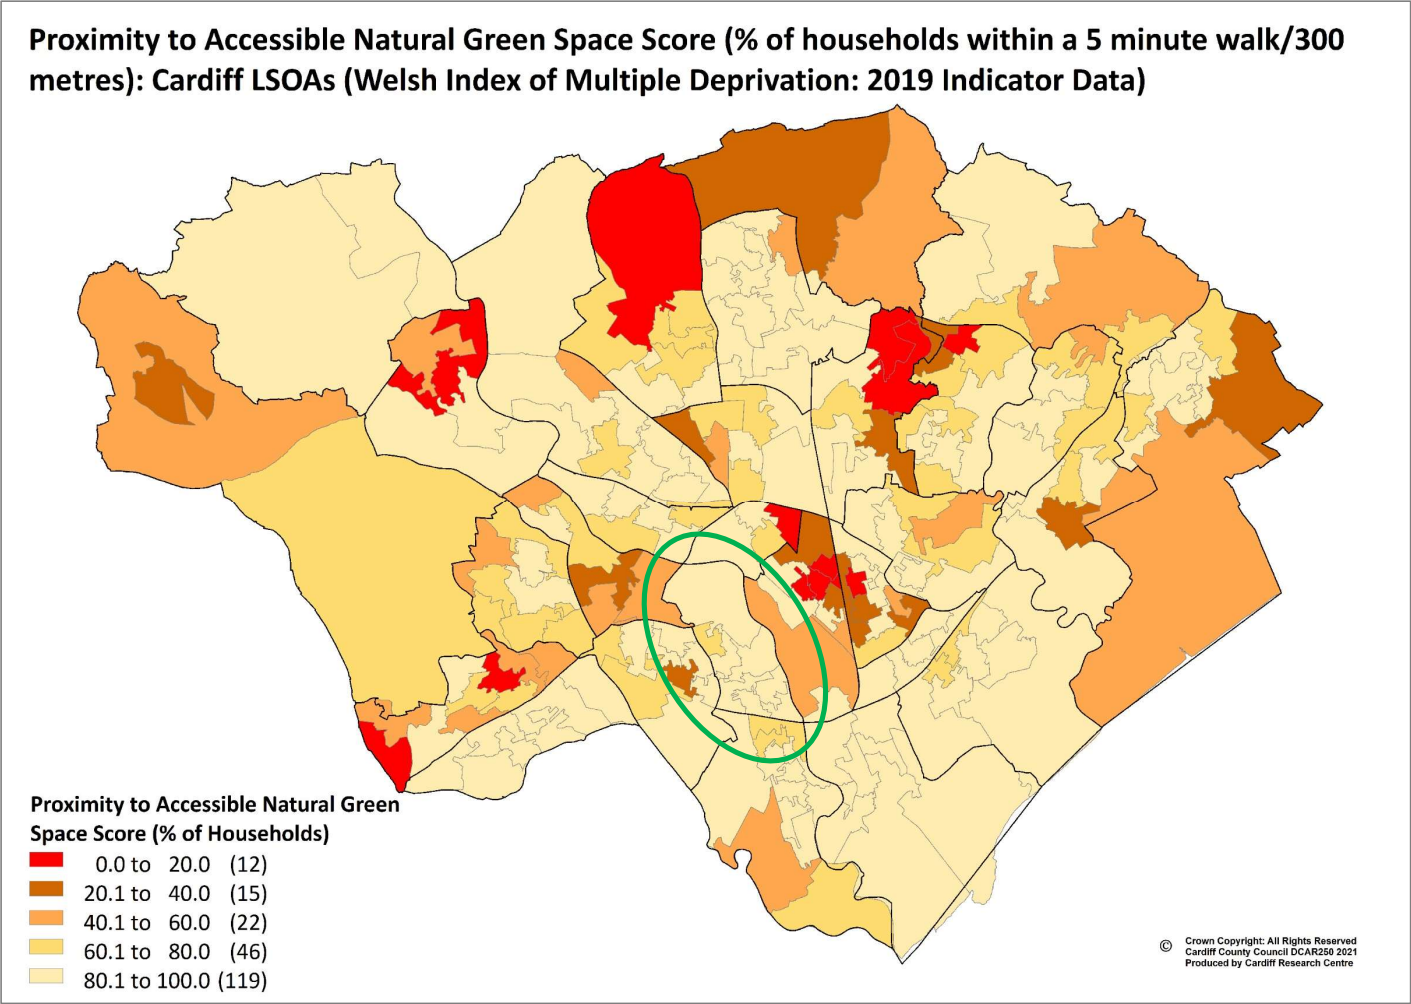 Proximity to Accessible Natural Green Space Score (% of households within a 5 minute walk/300
metres): Cardiff LSOAs (Welsh Index of Multiple Deprivation: 2019 Indicator Data)
Proximity to Accessible Natural Green
Space Score (% of Households)
0.0 to 20.0 (12)
20.1 to 40.0 (15)
40.1 to 60.0 (22)
60.1 to 80.0 (46)
80.1 to 100.0 (119)
© Crown Copyright: All Rights Reserved
Cardiff County Council DCAR250 2021
Produced by Cardiff Research Centre